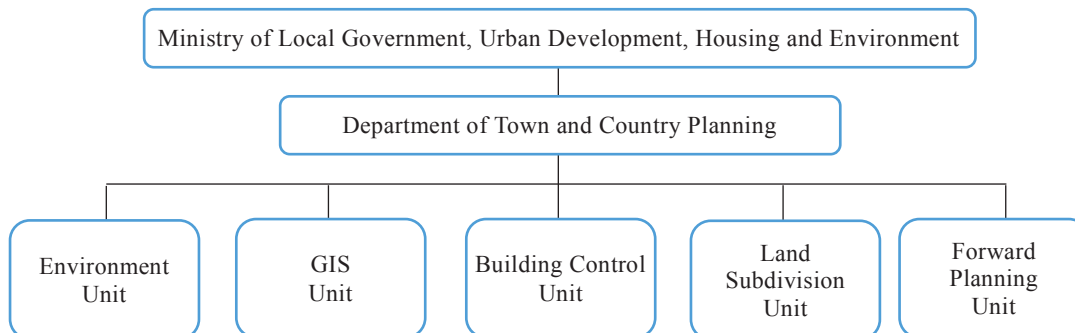 Ministry of Local Government, Urban Development, Housing and Environment
Department of Town and Country Planning
Environment
Unit
GIS
Unit
Building Control
Unit
Land
Subdivision
Unit
Forward
Planning
Unit